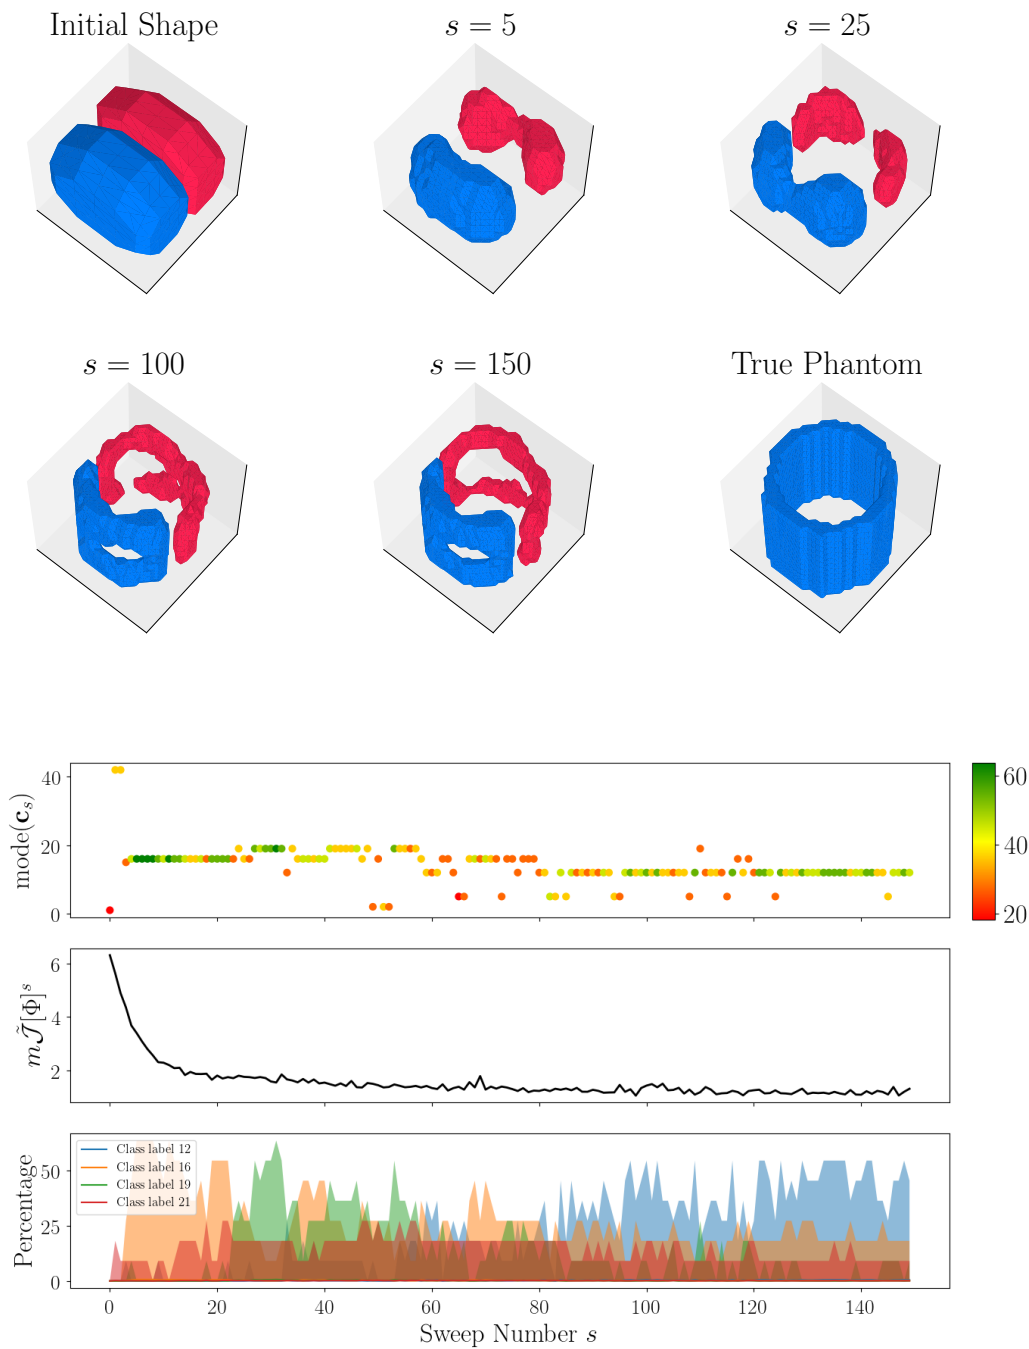 Initial Shape
s = 5
s = 25
s = 100
s = 150
True Phantom
mode(𝐜ₛ)
40
20
0
60
40
20
m𝒥̃[Φ]ˢ
6
4
2
Percentage
50
25
0
Class label 12
Class label 16
Class label 19
Class label 21
0
20
40
60
80
100
120
140
Sweep Number s